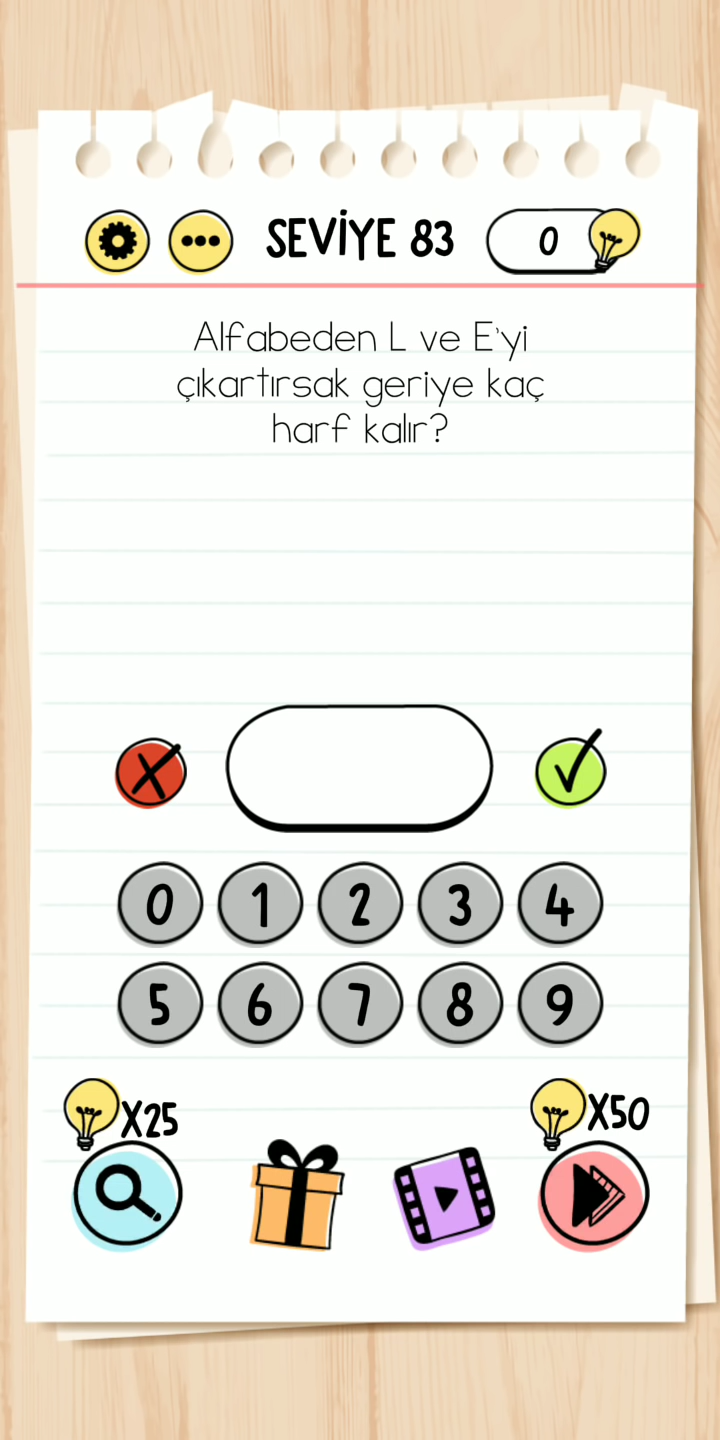 SEVİYE 83
0
Alfabeden L ve E'yi
çıkartırsak geriye kaç
harf kalır?
0 1 2 3 4
5 6 7 8 9
X25
X50